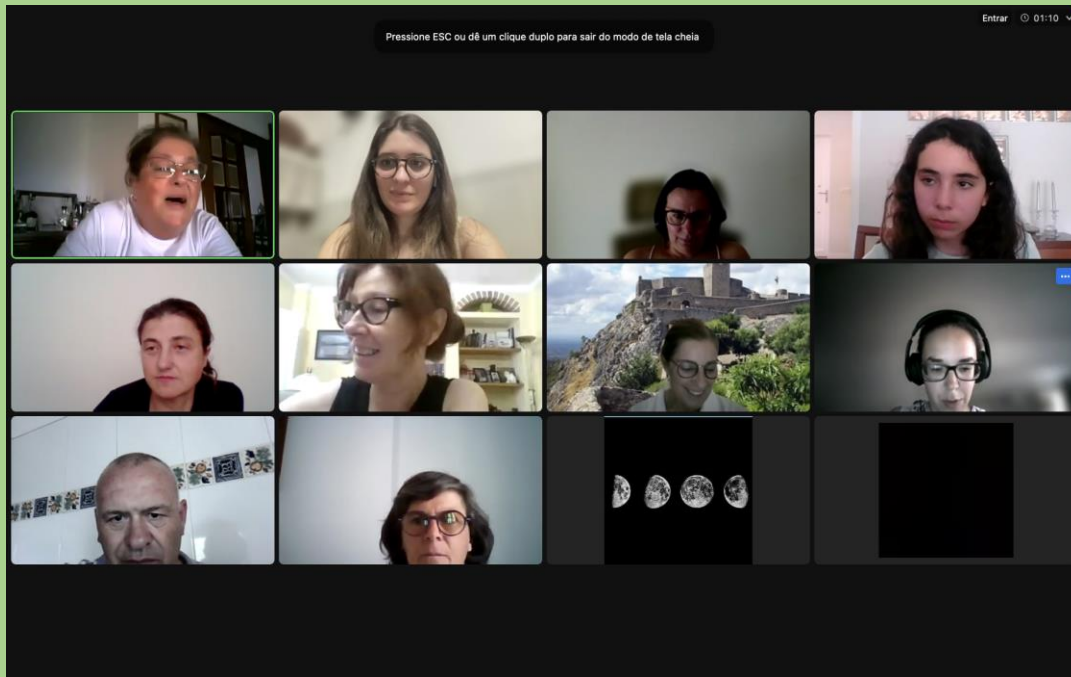 Entrar 01:10
Pressione ESC ou dê um clique duplo para sair do modo de tela cheia